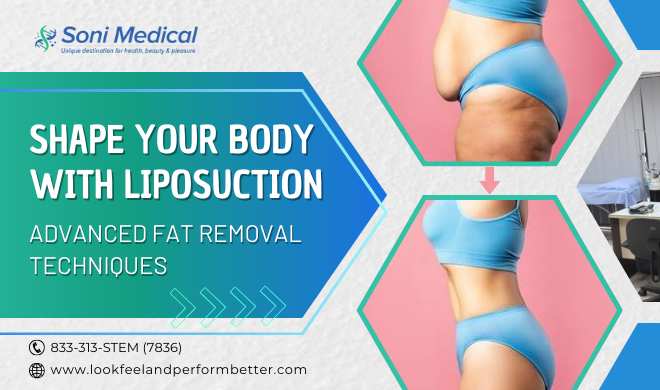 Soni Medical
Unique destination for health, beauty & pleasure
SHAPE YOUR BODY
WITH LIPOSUCTION
ADVANCED FAT REMOVAL
TECHNIQUES
833-313-STEM (7836)
www.lookfeelandperformbetter.com